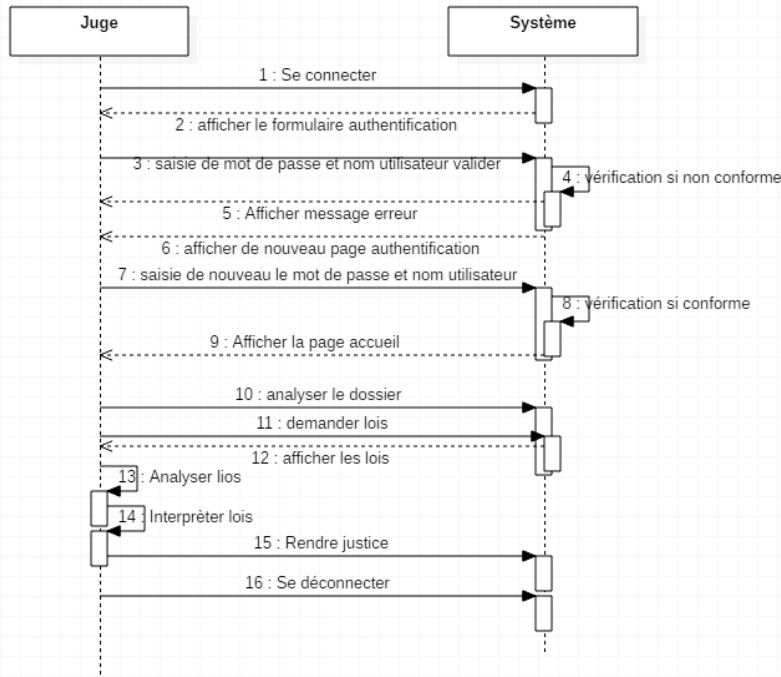 Juge
Système
1 : Se connecter
2 : afficher le formulaire authentification
3 : saisie de mot de passe et nom utilisateur valider
4 : vérification si non conforme
5 : Afficher message erreur
6 : afficher de nouveau page authentification
7 : saisie de nouveau le mot de passe et nom utilisateur
8 : vérification si conforme
9 : Afficher la page accueil
10 : analyser le dossier
11 : demander lois
12 : afficher les lois
13 : Analyser lios
14 : Interprèter lois
15 : Rendre justice
16 : Se déconnecter